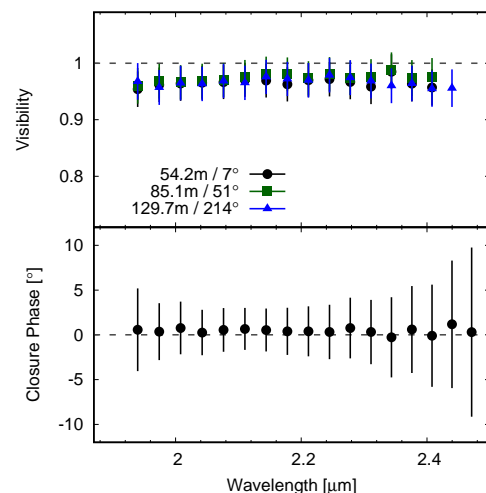 1
0.9
0.8
Visibility
54.2m / 7°
85.1m / 51°
129.7m / 214°
10
5
0
-5
-10
Closure Phase [°]
2
2.2
2.4
Wavelength [μm]